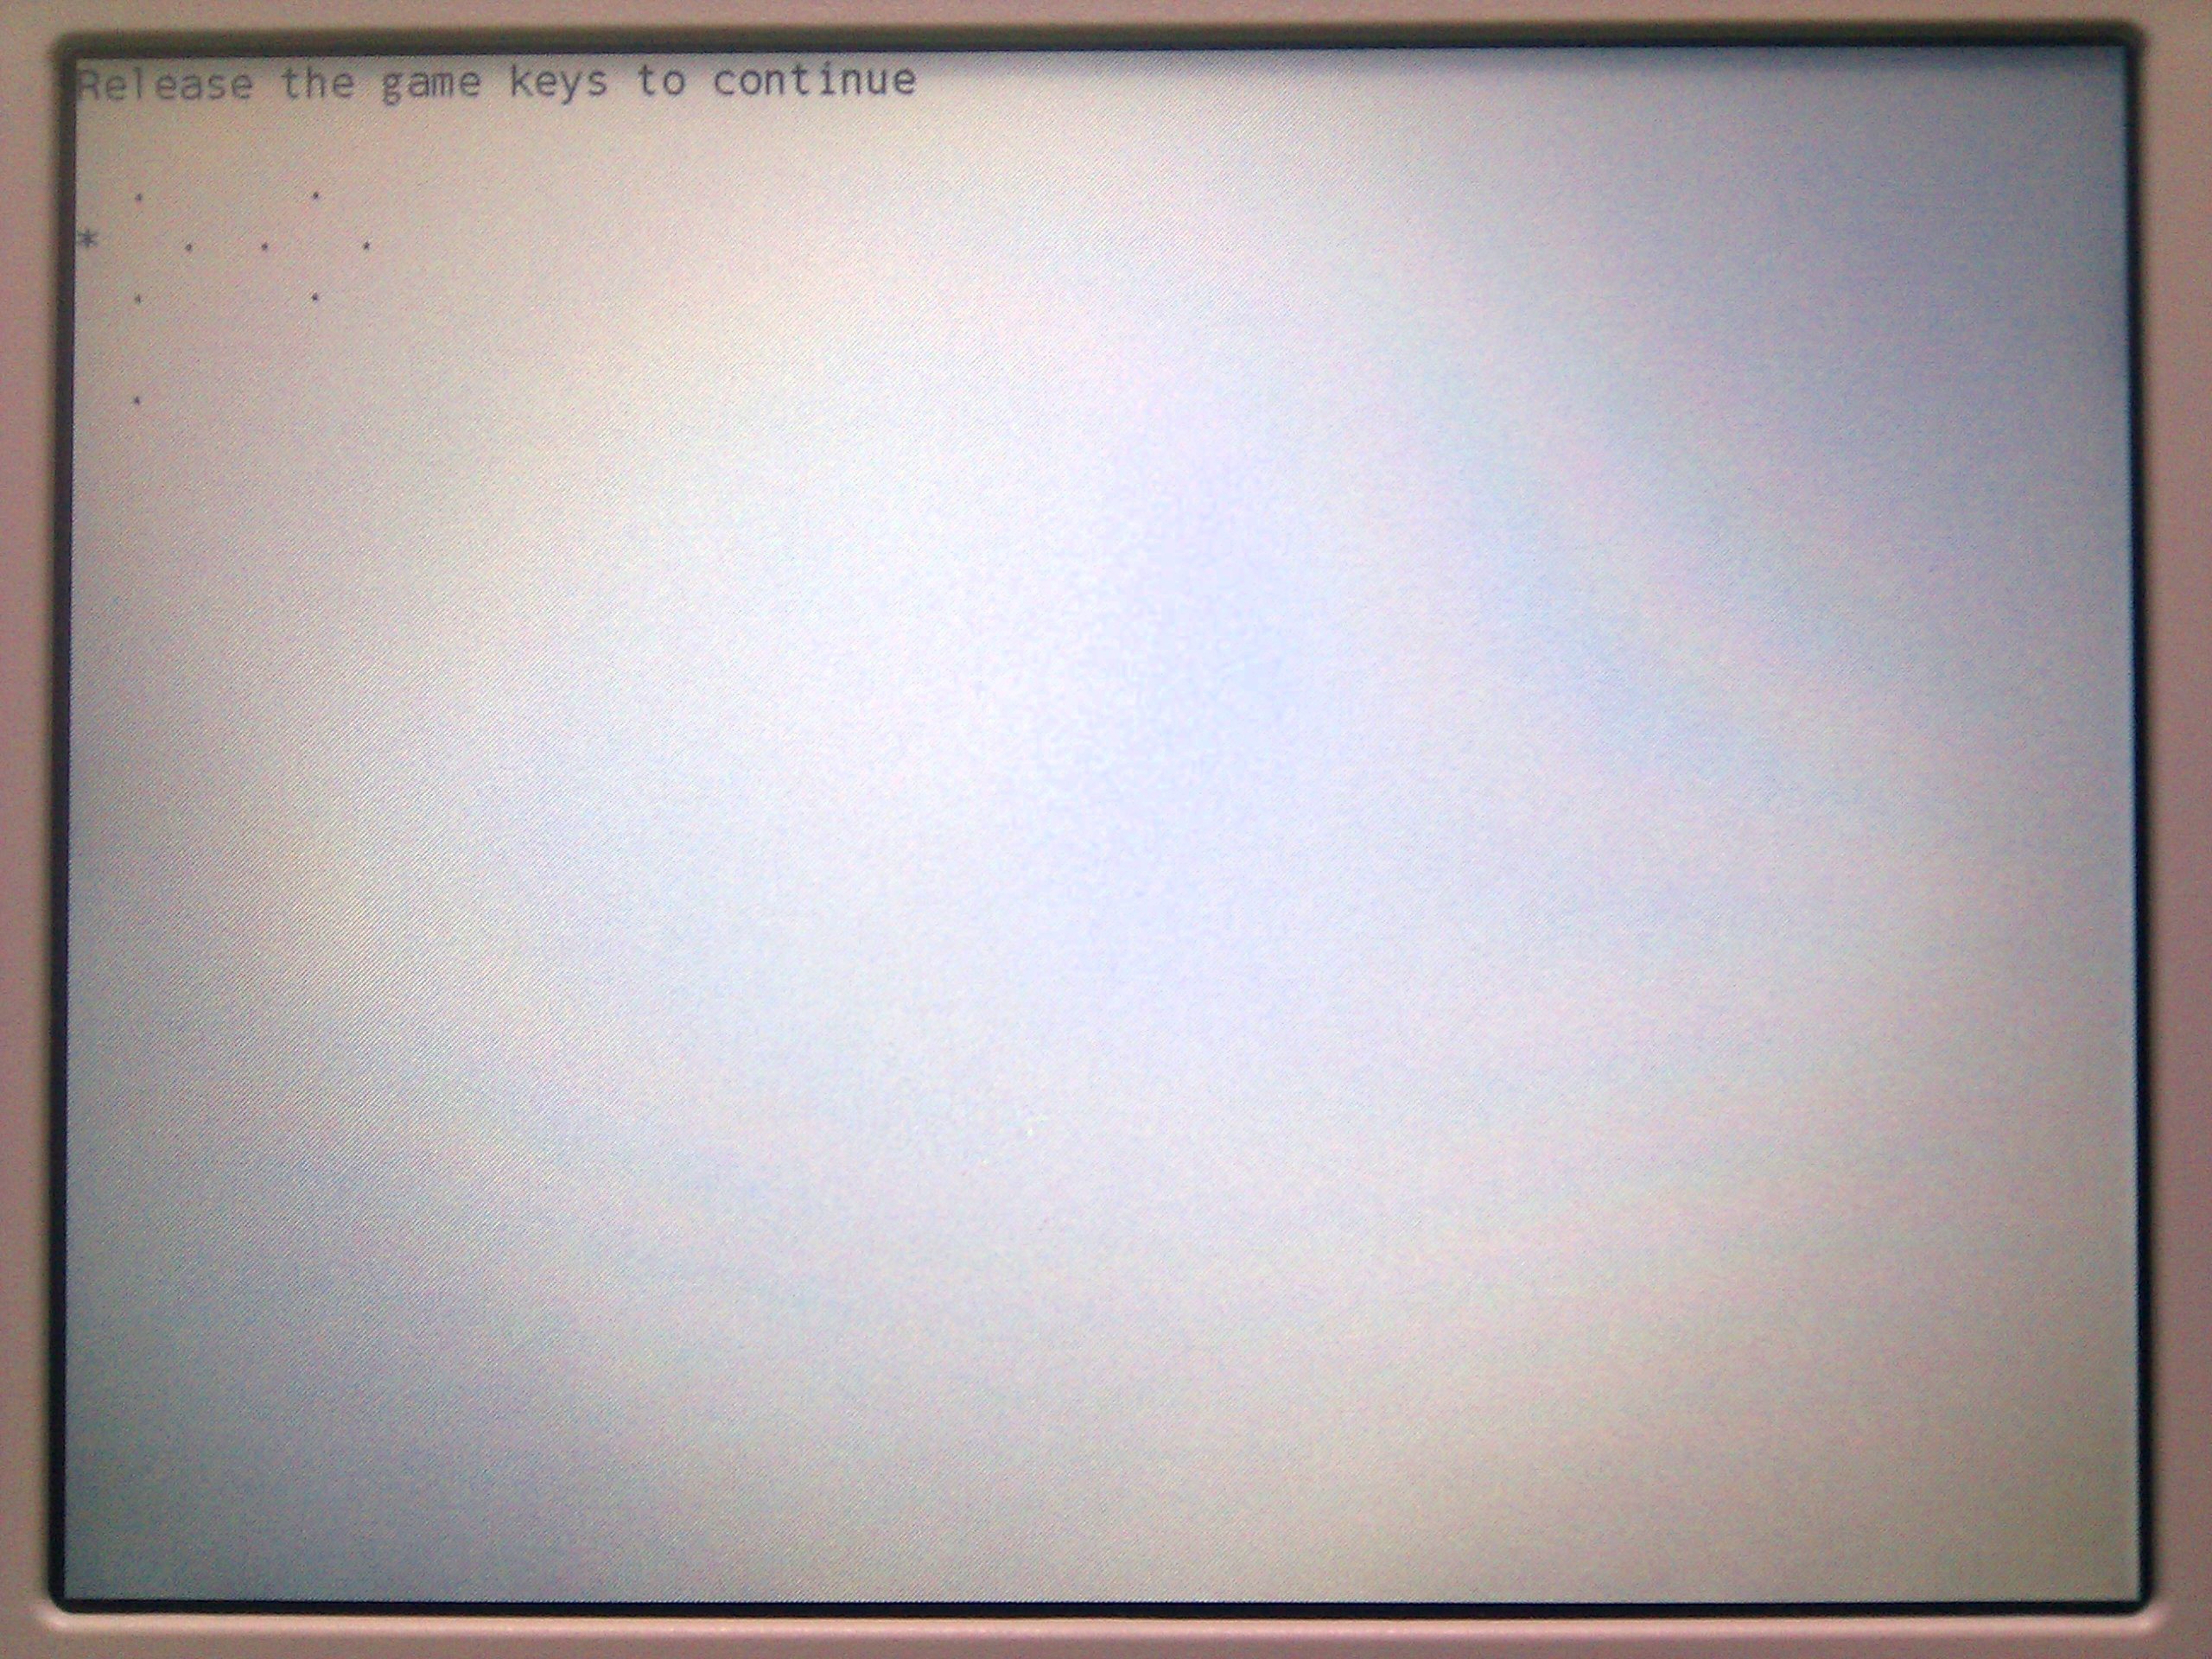 Release the game keys to continue
. .
* . . .
. .
.